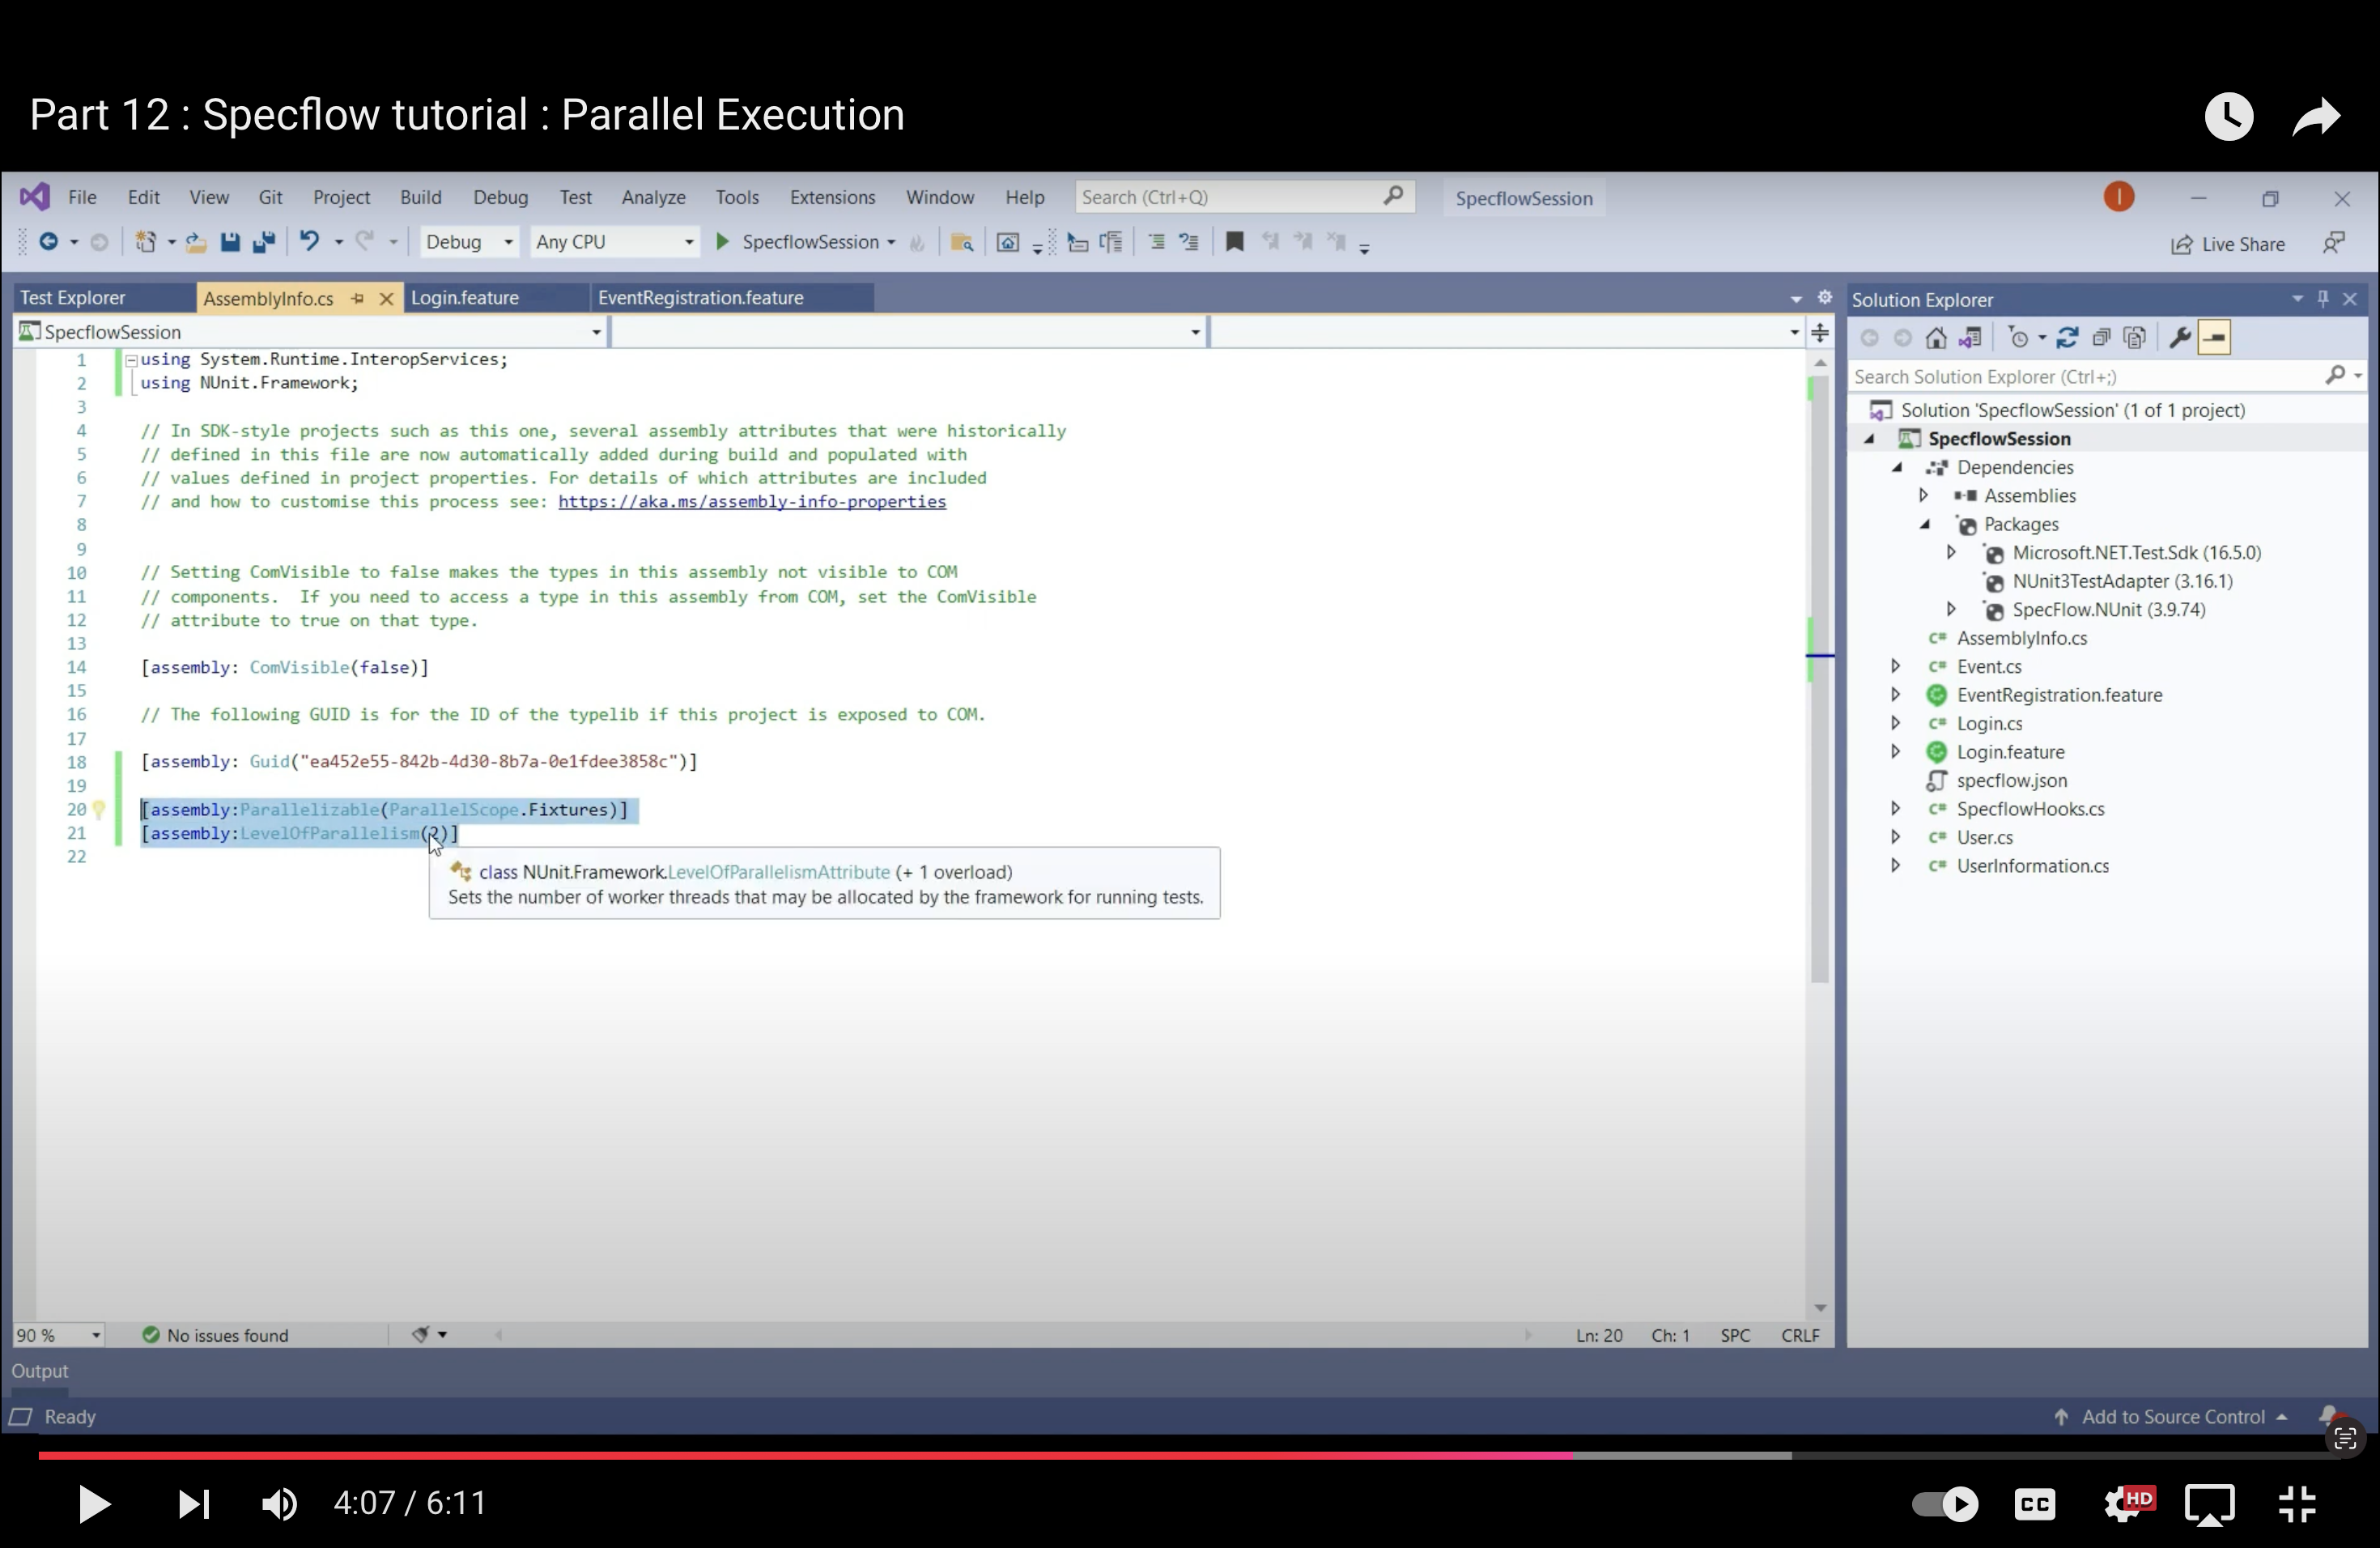 Part 12 : Specflow tutorial : Parallel Execution
File Edit View Git Project Build Debug Test Analyze Tools Extensions Window Help Search (Ctrl+Q) SpecflowSession I
Debug Any CPU SpecflowSession Live Share
Test Explorer AssemblyInfo.cs Login.feature EventRegistration.feature
SpecflowSession
1 using System.Runtime.InteropServices;
2 using NUnit.Framework;
3
4 // In SDK-style projects such as this one, several assembly attributes that were historically
5 // defined in this file are now automatically added during build and populated with
6 // values defined in project properties. For details of which attributes are included
7 // and how to customise this process see: https://aka.ms/assembly-info-properties
8
9
10 // Setting ComVisible to false makes the types in this assembly not visible to COM
11 // components.  If you need to access a type in this assembly from COM, set the ComVisible
12 // attribute to true on that type.
13
14 [assembly: ComVisible(false)]
15
16 // The following GUID is for the ID of the typelib if this project is exposed to COM.
17
18 [assembly: Guid("ea452e55-842b-4d30-8b7a-0e1fdee3858c")]
19
20 [assembly:Parallelizable(ParallelScope.Fixtures)]
21 [assembly:LevelOfParallelism(2)]
22
class NUnit.Framework.LevelOfParallelismAttribute (+ 1 overload)
Sets the number of worker threads that may be allocated by the framework for running tests.
90 % No issues found Ln: 20 Ch: 1 SPC CRLF
Solution Explorer
Search Solution Explorer (Ctrl+;)
Solution 'SpecflowSession' (1 of 1 project)
SpecflowSession
Dependencies
Assemblies
Packages
Microsoft.NET.Test.Sdk (16.5.0)
NUnit3TestAdapter (3.16.1)
SpecFlow.NUnit (3.9.74)
C# AssemblyInfo.cs
C# Event.cs
EventRegistration.feature
C# Login.cs
Login.feature
specflow.json
C# SpecflowHooks.cs
C# User.cs
C# UserInformation.cs
Output
Ready Add to Source Control
4:07 / 6:11 CC HD